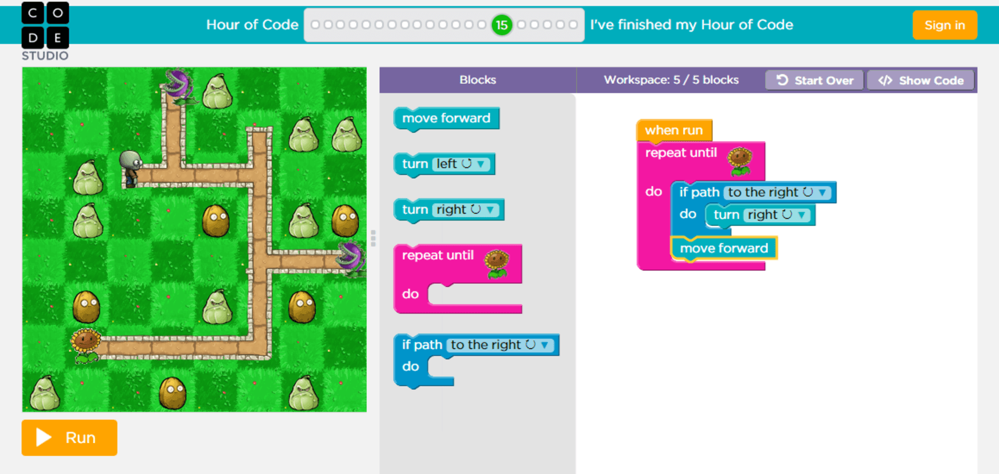 CO
DE
STUDIO
Hour of Code
15
I've finished my Hour of Code
Sign in
Blocks
Workspace: 5 / 5 blocks
Start Over
</> Show Code
move forward
turn left
turn right
repeat until
do
if path to the right
do
when run
repeat until
do
if path to the right
do
turn right
move forward
Run